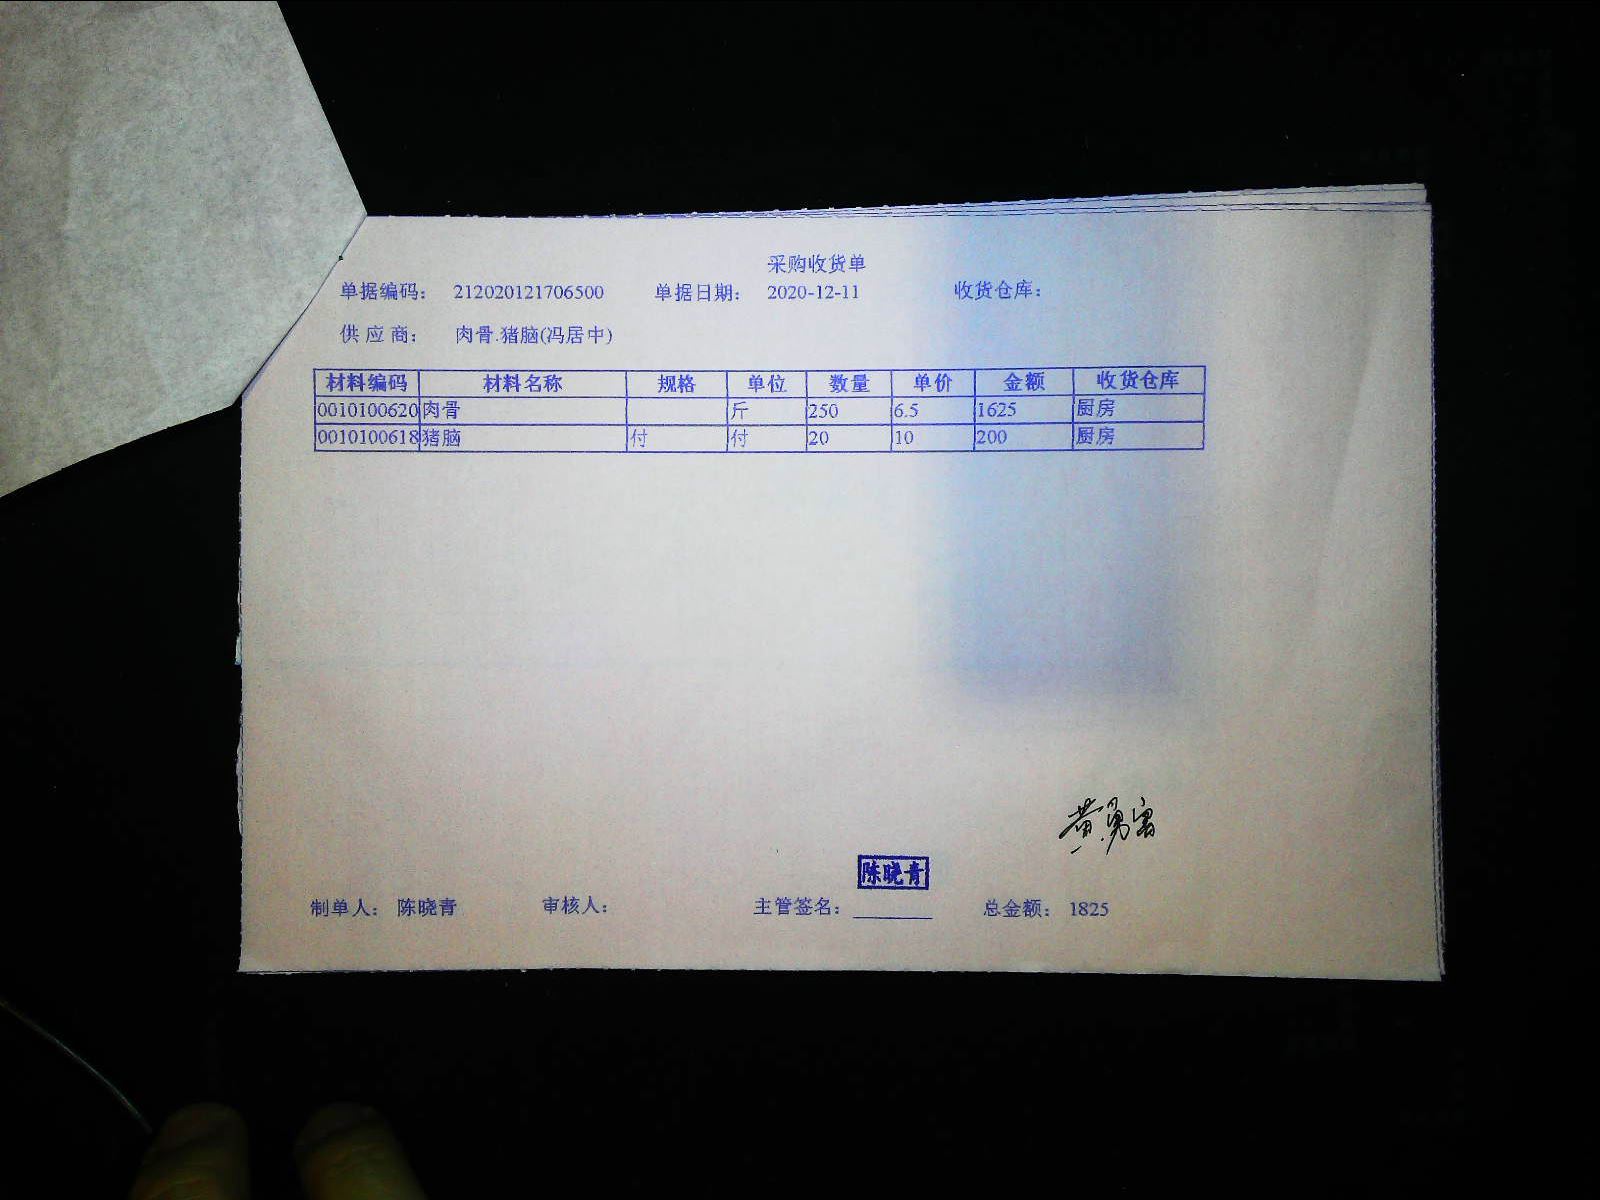 采购收货单
单据编码： 212020121706500 单据日期： 2020-12-11 收货仓库：
供 应 商： 肉骨.猪脑(冯居中)
材料编码 材料名称 规格 单位 数量 单价 金额 收货仓库
0010100620 肉骨 斤 250 6.5 1625 厨房
0010100618 猪脑 付 付 20 10 200 厨房
黄勇富
陈晓青
制单人： 陈晓青 审核人： 主管签名： 总金额： 1825